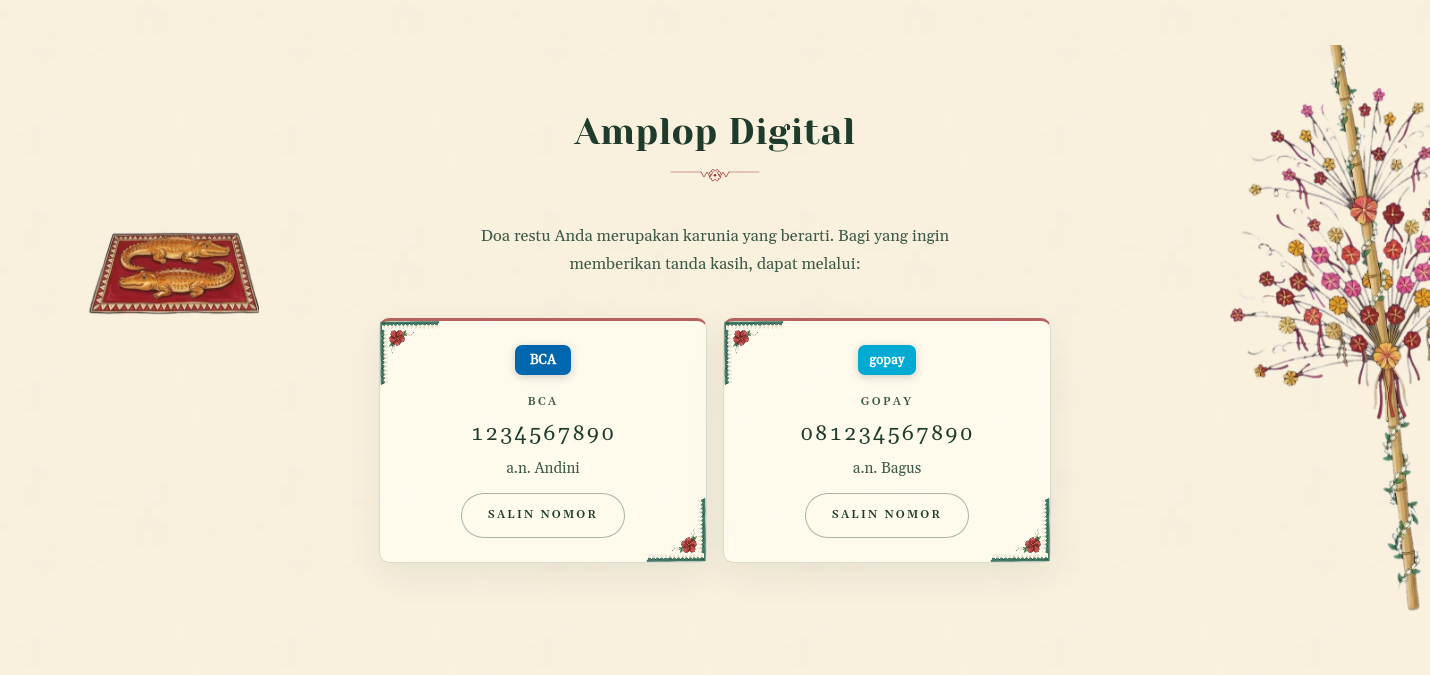 Amplop Digital
Doa restu Anda merupakan karunia yang berarti. Bagi yang ingin
memberikan tanda kasih, dapat melalui:
BCA
BCA
1234567890
a.n. Andini
SALIN NOMOR
gopay
GOPAY
081234567890
a.n. Bagus
SALIN NOMOR